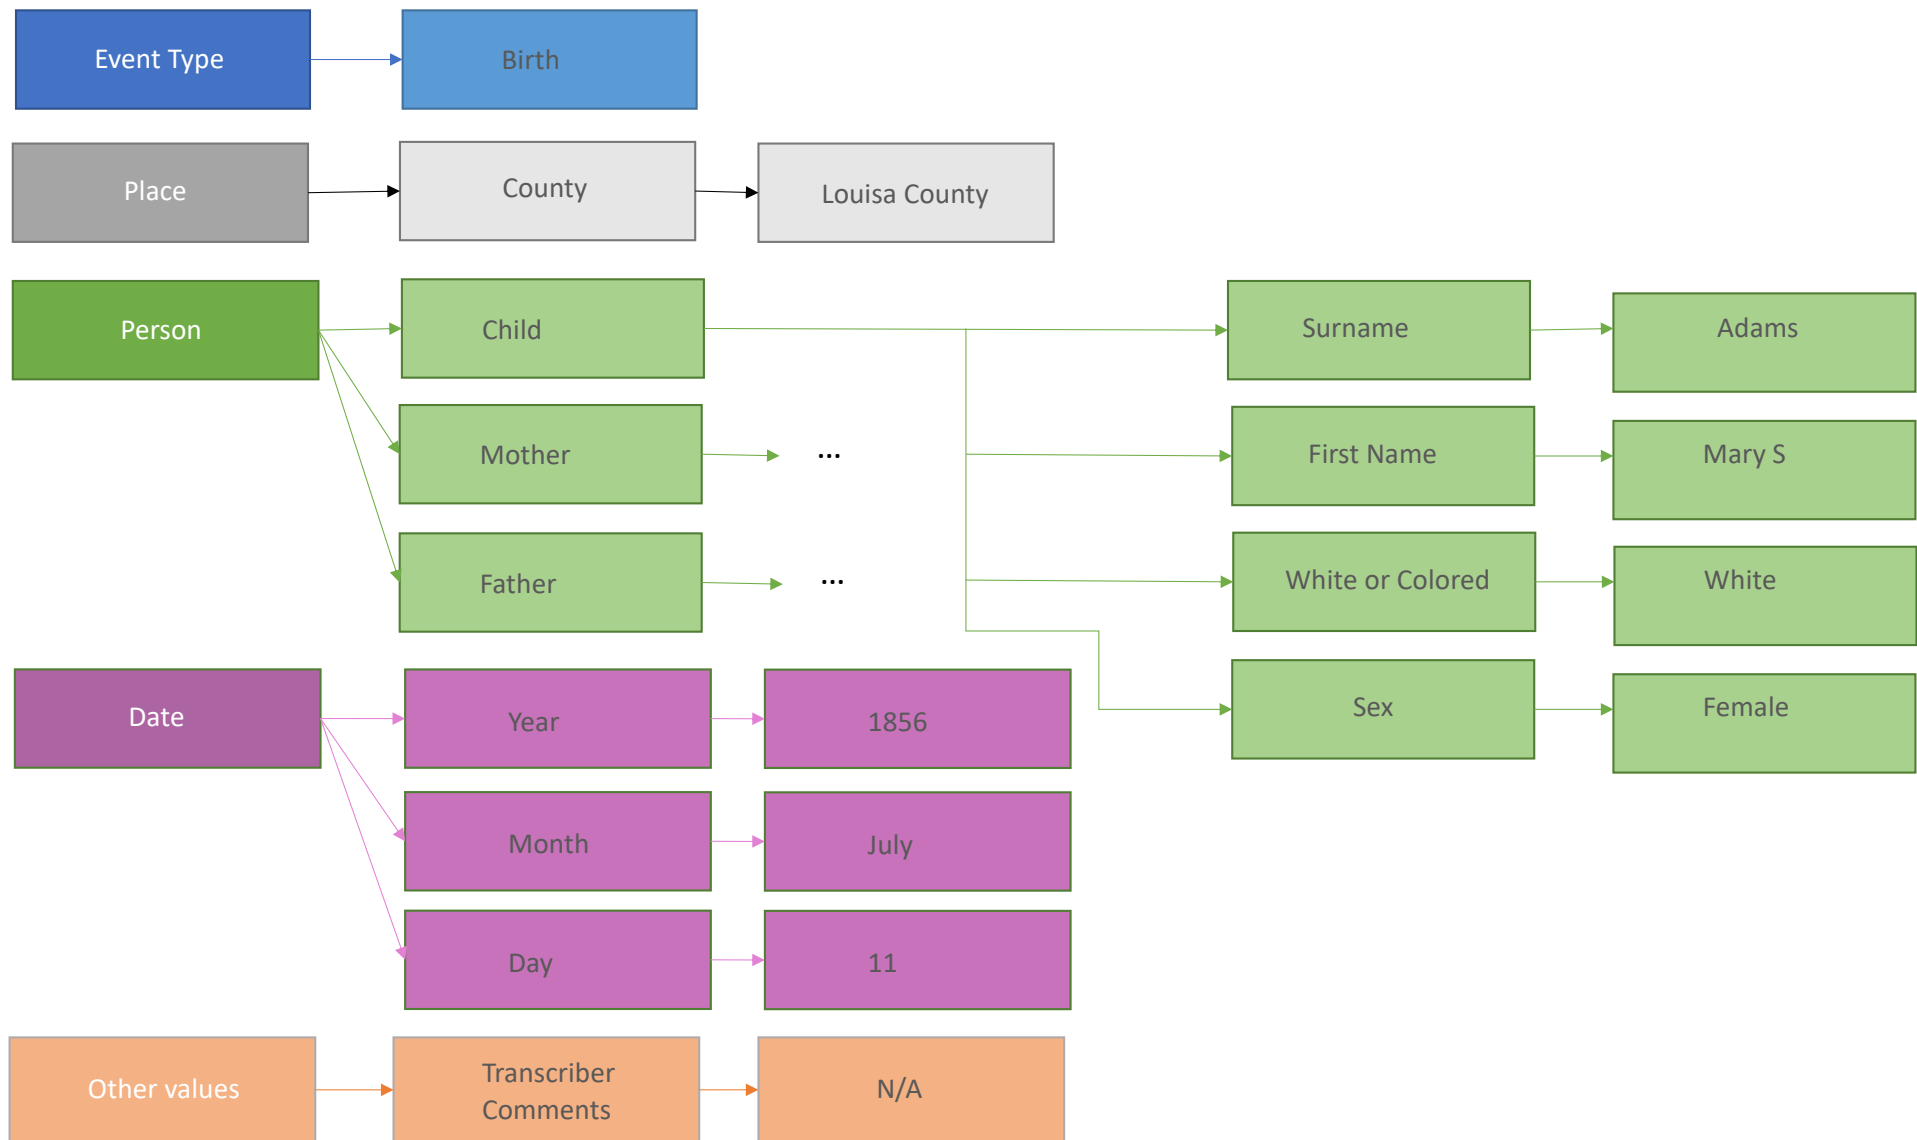 Event Type
Birth
Place
County
Louisa County
Person
Child
Surname
Adams
Mother
...
First Name
Mary S
Father
...
White or Colored
White
Sex
Female
Date
Year
1856
Month
July
Day
11
Other values
Transcriber
Comments
N/A